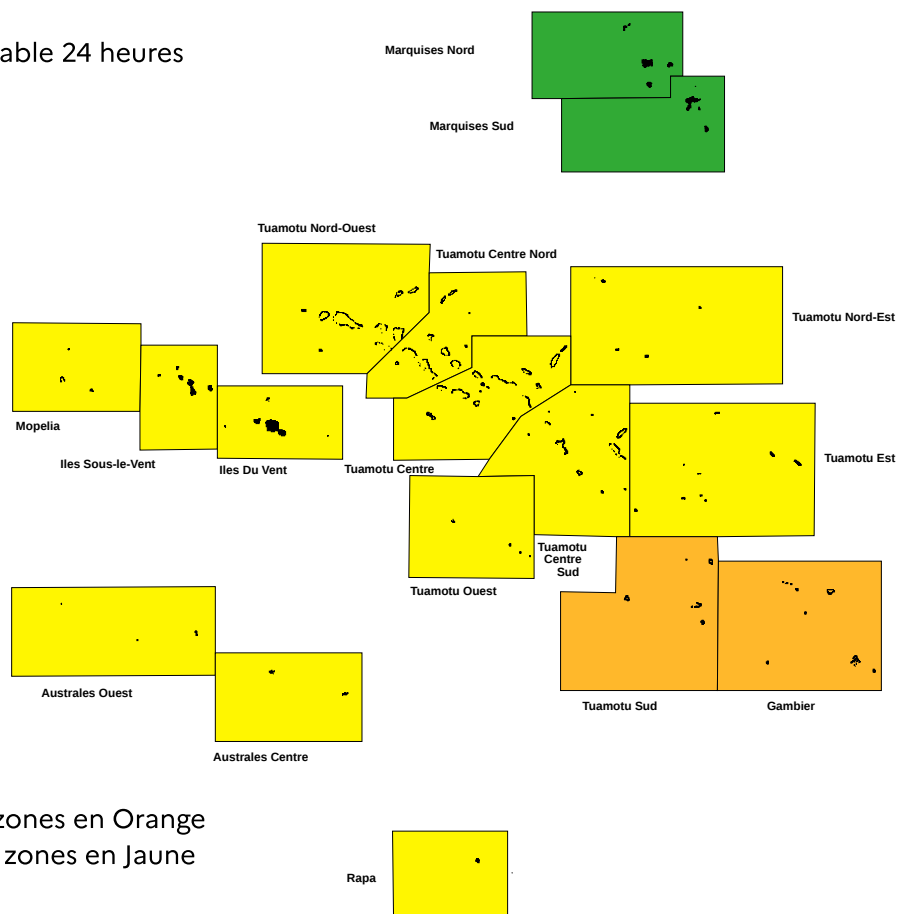 able 24 heures
Marquises Nord
Marquises Sud
Tuamotu Nord-Ouest
Tuamotu Centre Nord
Tuamotu Nord-Est
Mopelia
Iles Sous-le-Vent
Iles Du Vent
Tuamotu Centre
Tuamotu Est
Tuamotu
Centre
Sud
Tuamotu Ouest
Australes Ouest
Tuamotu Sud
Gambier
Australes Centre
zones en Orange
zones en Jaune
Rapa